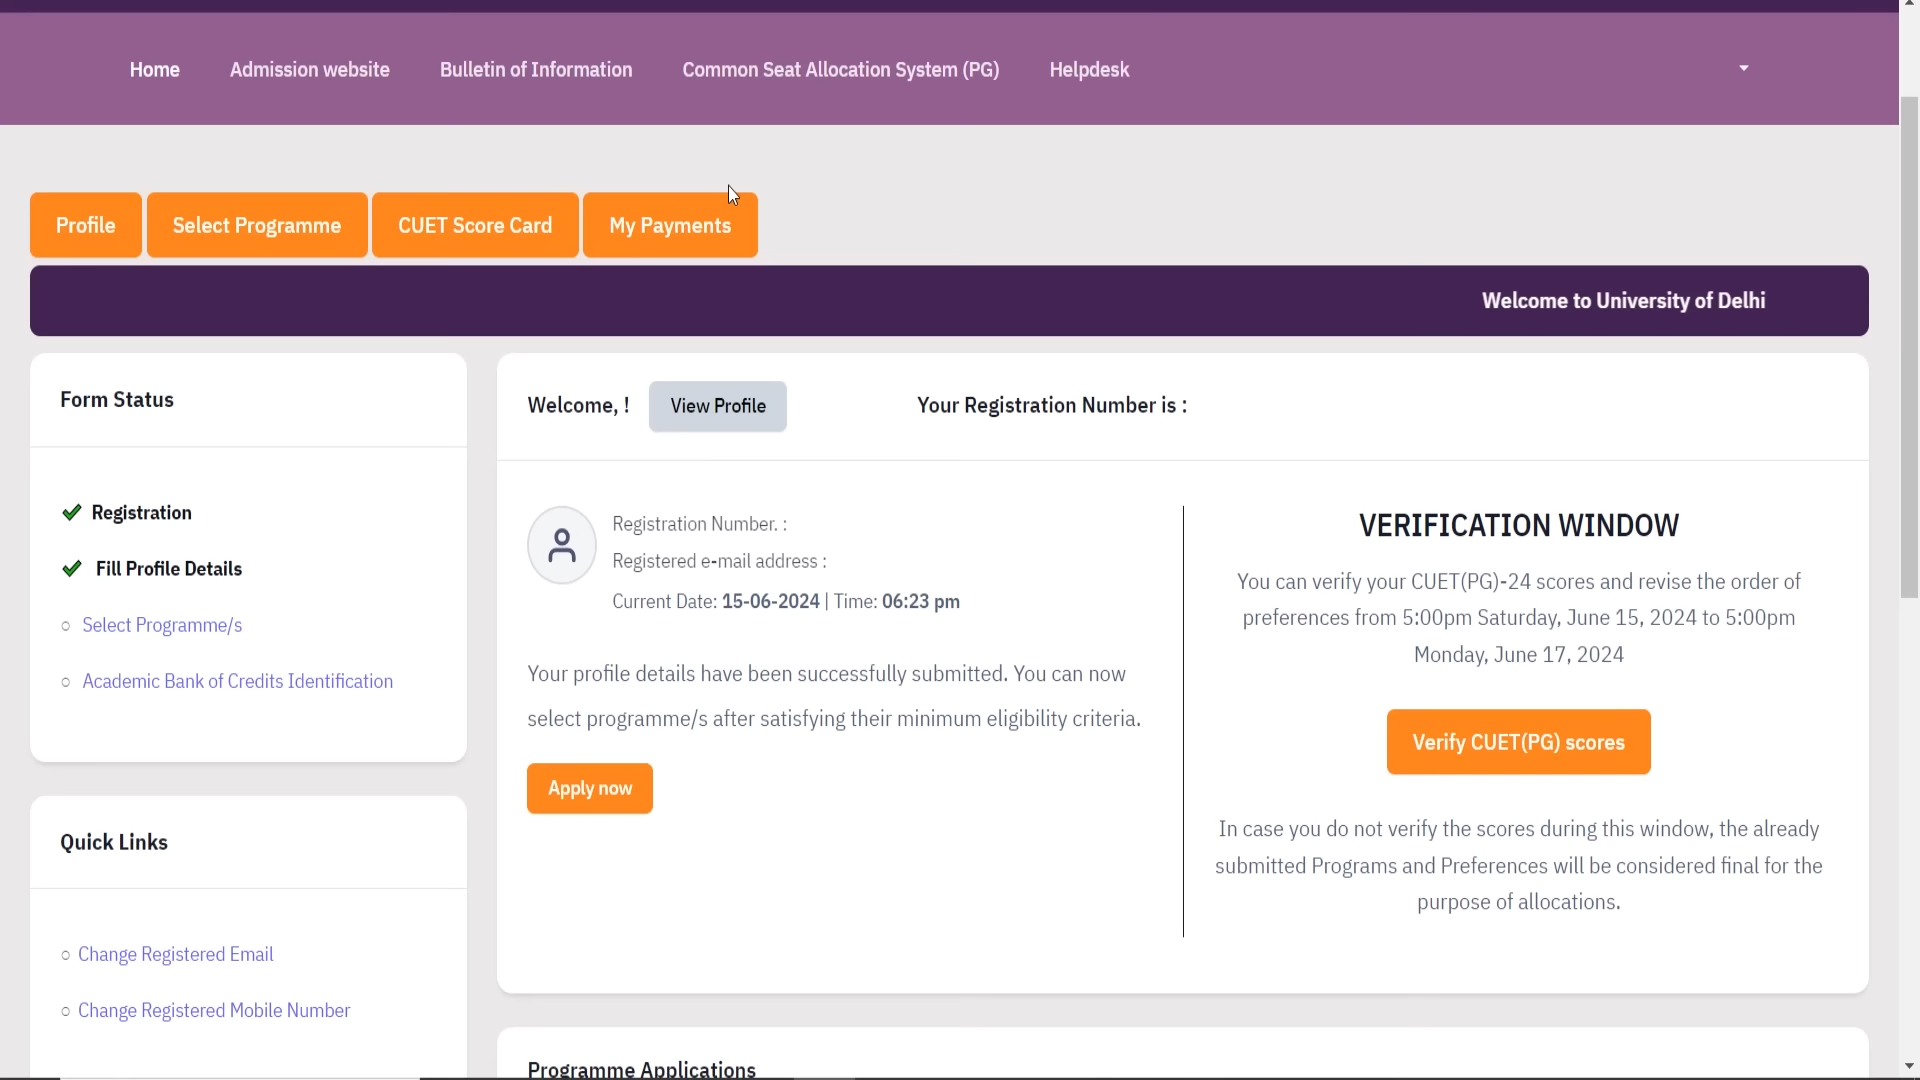 Home Admission website Bulletin of Information Common Seat Allocation System (PG) Helpdesk
Profile Select Programme CUET Score Card My Payments
Welcome to University of Delhi
Form Status
Registration
Fill Profile Details
Select Programme/s
Academic Bank of Credits Identification
Quick Links
Change Registered Email
Change Registered Mobile Number
Welcome, ! View Profile Your Registration Number is :
Registration Number. :
Registered e-mail address :
Current Date: 15-06-2024 | Time: 06:23 pm
Your profile details have been successfully submitted. You can now
select programme/s after satisfying their minimum eligibility criteria.
Apply now
VERIFICATION WINDOW
You can verify your CUET(PG)-24 scores and revise the order of
preferences from 5:00pm Saturday, June 15, 2024 to 5:00pm
Monday, June 17, 2024
Verify CUET(PG) scores
In case you do not verify the scores during this window, the already
submitted Programs and Preferences will be considered final for the
purpose of allocations.
Programme Applications